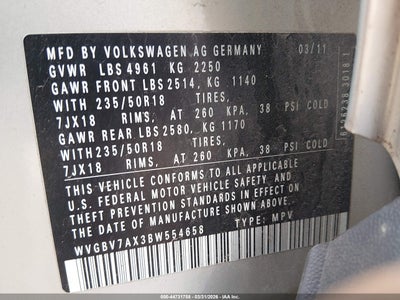 MFD. BY VOLKSWAGEN AG GERMANY 03/11
GVWR LBS 4961 KG 2250
GAWR FRONT LBS 2514, KG 1140
WITH 235/50R18 TIRES,
7JX18 RIMS, AT 260 KPA, 38 PSI COLD
GAWR REAR LBS 2580, KG 1170
WITH 235/50R18 TIRES,
7JX18 RIMS, AT 260 KPA, 38 PSI COLD
THIS VEHICLE CONFORMS TO ALL APPLICABLE
U.S. FEDERAL MOTOR VEHICLE SAFETY AND
THEFT PREVENTION STANDARDS IN EFFECT ON
THE DATE OF MANUFACTURE SHOWN ABOVE.
WVGBV7AX3BW554658 TYPE: MPV